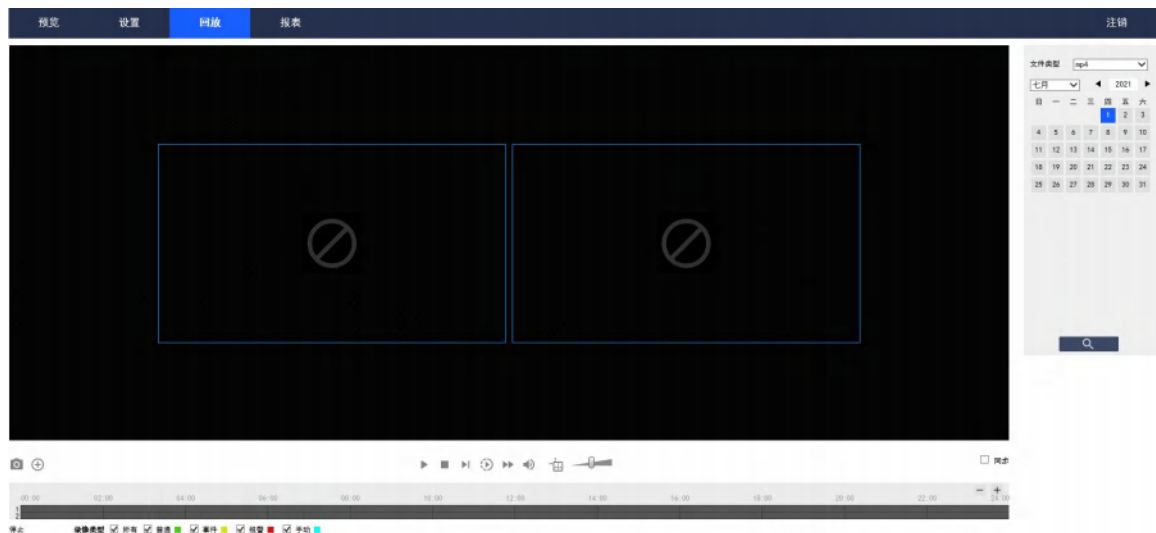 预览 设置 回放 报表 注销
文件类型 mp4
七月 2021
日 一 二 三 四 五 六
1 2 3
4 5 6 7 8 9 10
11 12 13 14 15 16 17
18 19 20 21 22 23 24
25 26 27 28 29 30 31
同步
00:00 02:00 04:00 06:00 08:00 10:00 12:00 14:00 16:00 18:00 20:00 22:00 24:00
1
2
停止 录像类型 所有 普通 事件 报警 手动